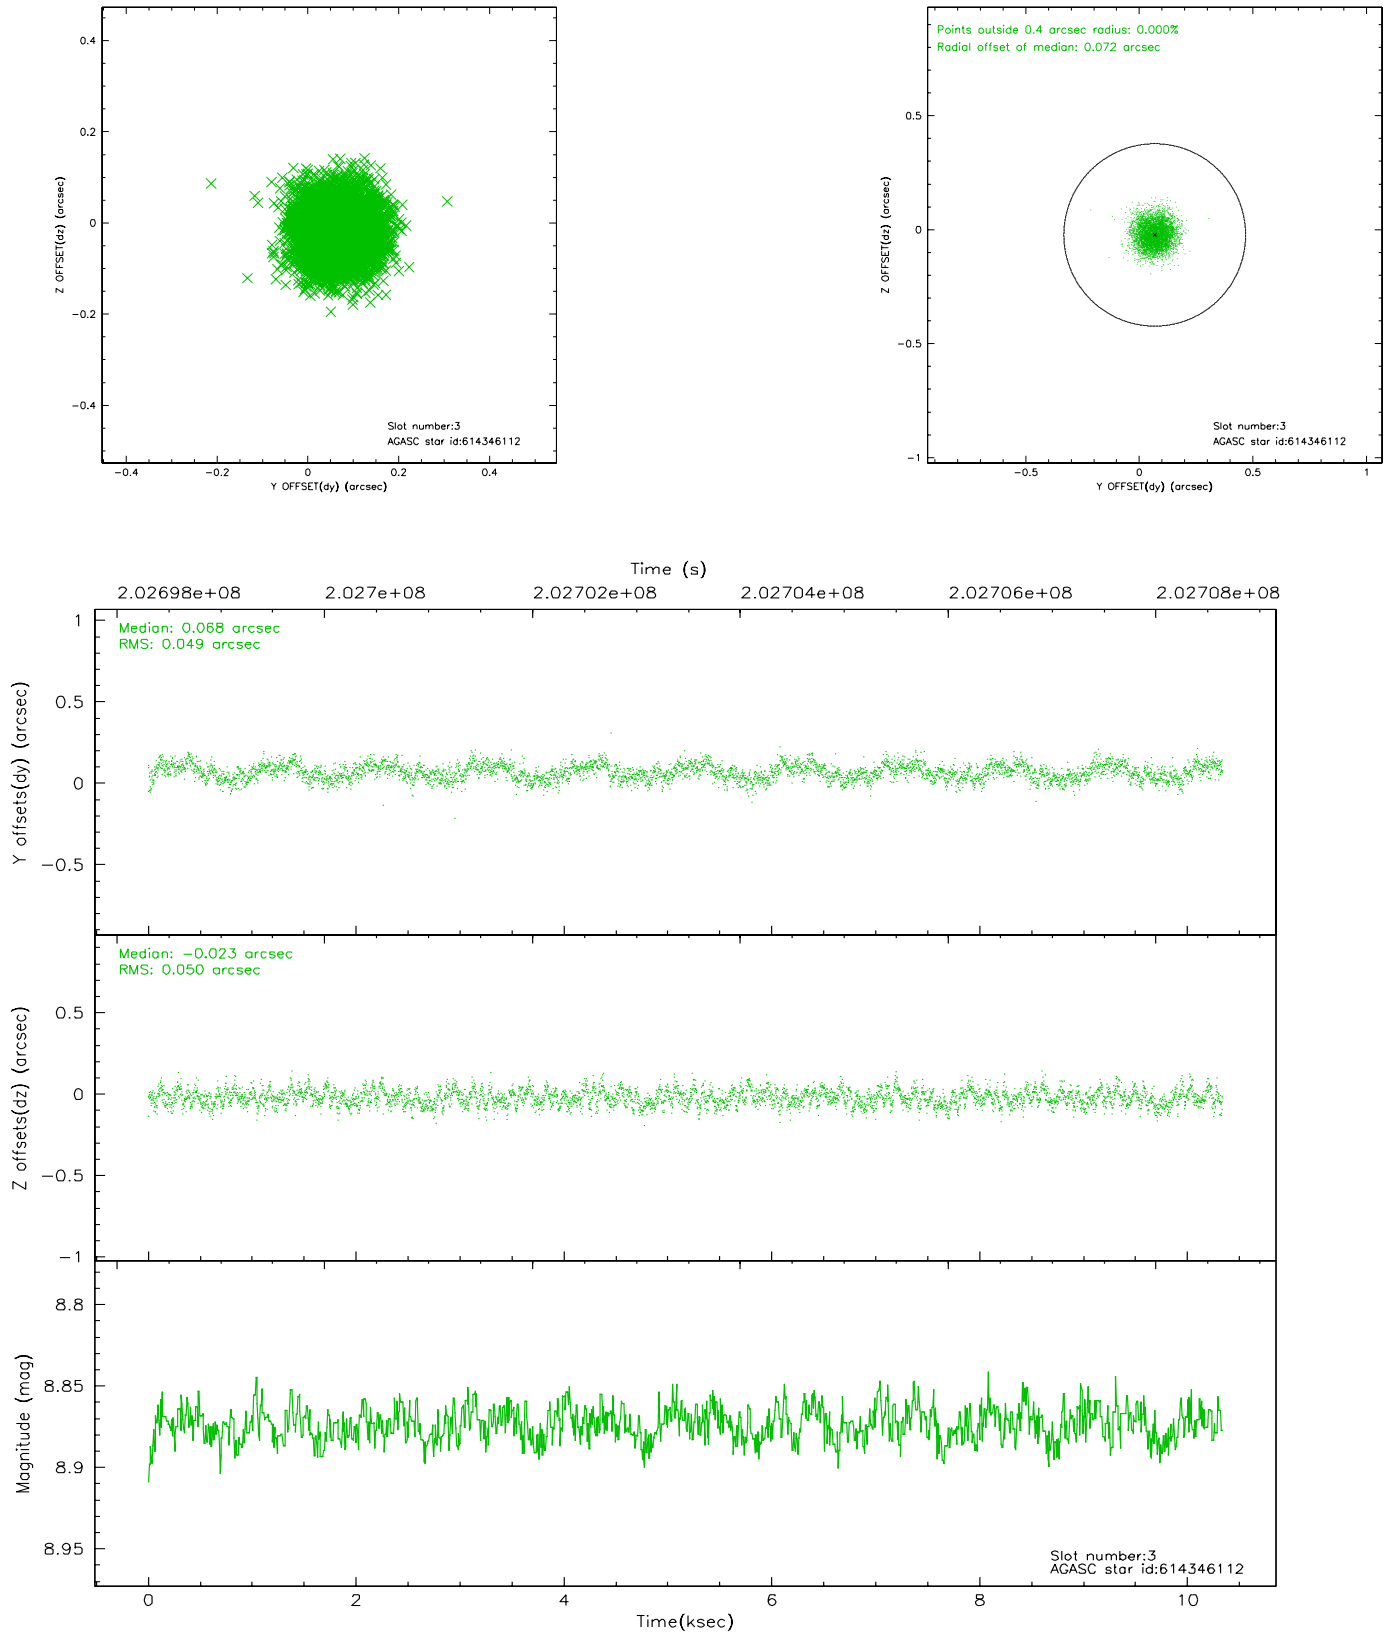 0.4
0.2
0
−0.2
−0.4
Z OFFSET(dz) (arcsec)
Slot number:3
AGASC star id:614346112
−0.4 −0.2 0 0.2 0.4
Y OFFSET(dy) (arcsec)
Points outside 0.4 arcsec radius: 0.000%
Radial offset of median: 0.072 arcsec
0.5
0
−0.5
−1
Z OFFSET(dz) (arcsec)
Slot number:3
AGASC star id:614346112
−0.5 0 0.5 1
Y OFFSET(dy) (arcsec)
Time (s)
2.02698e+08 2.027e+08 2.02702e+08 2.02704e+08 2.02706e+08 2.02708e+08
Median: 0.068 arcsec
RMS: 0.049 arcsec
1
0.5
0
−0.5
Y offsets(dy) (arcsec)
Median: −0.023 arcsec
RMS: 0.050 arcsec
0.5
0
−0.5
−1
Z offsets(dz) (arcsec)
8.8
8.85
8.9
8.95
Magnitude (mag)
Slot number:3
AGASC star id:614346112
0 2 4 6 8 10
Time(ksec)